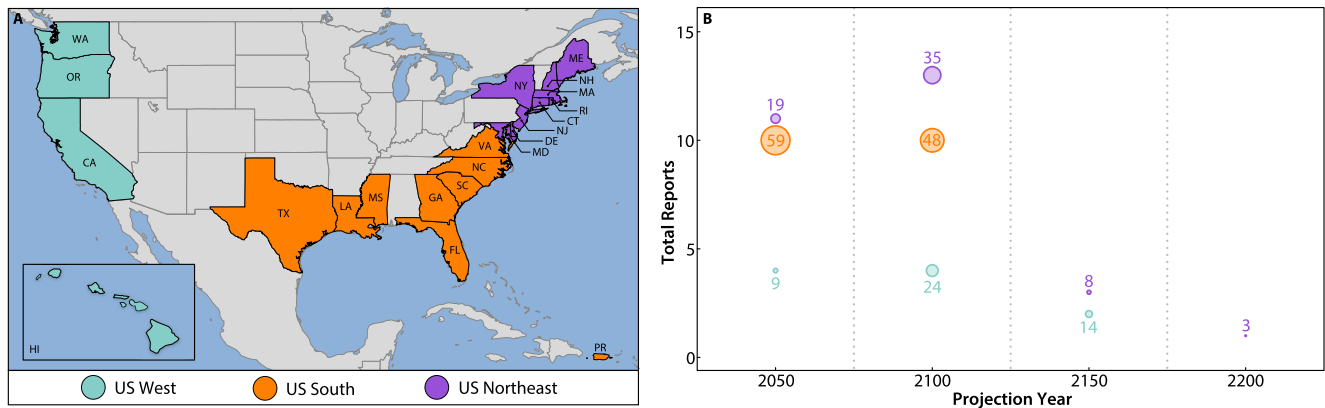 A
WA
OR
CA
TX
LA
MS
GA
FL
SC
NC
VA
NY
ME
NH
MA
RI
CT
NJ
DE
MD
HI
PR
US West
US South
US Northeast
B
15
10
5
0
Total Reports
19
59
9
35
48
24
8
14
3
2050
2100
2150
2200
Projection Year